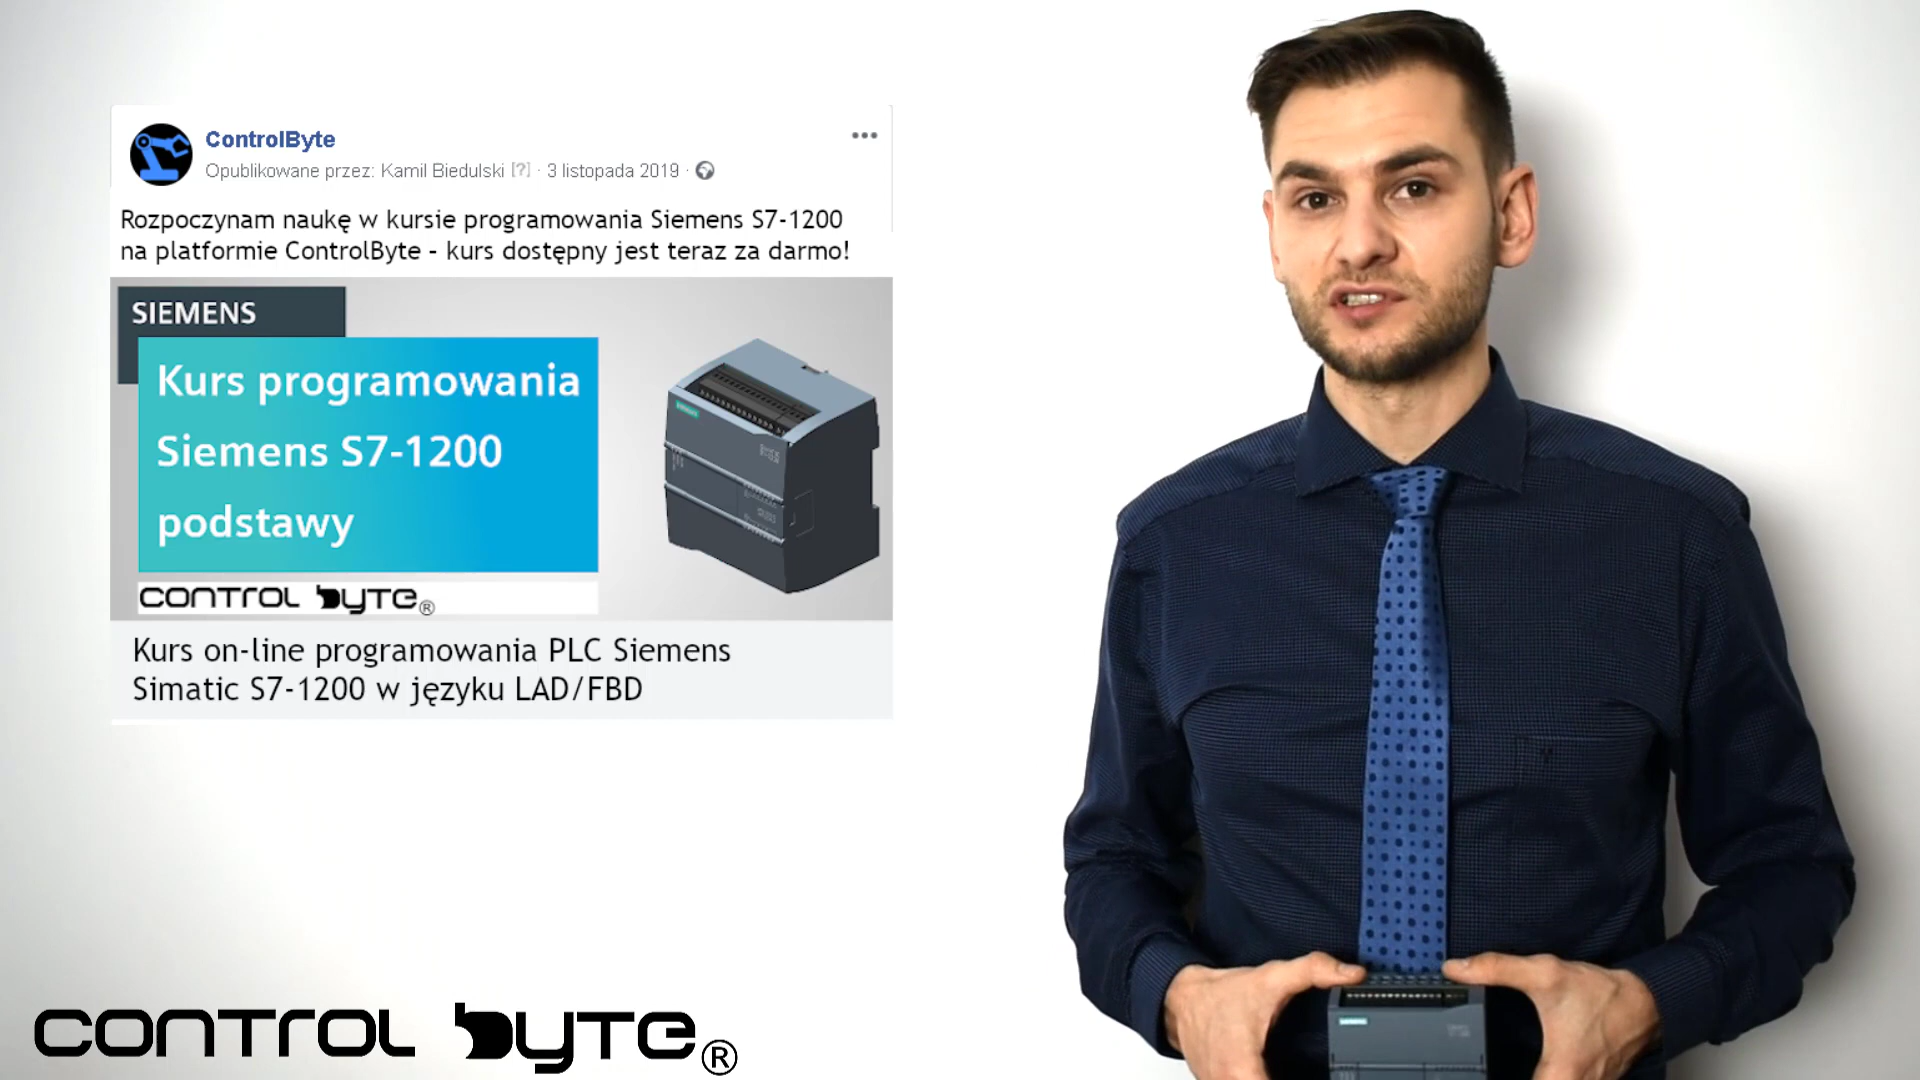 ControlByte
Opublikowane przez: Kamil Biedulski [?] · 3 listopada 2019 ·
Rozpoczynam naukę w kursie programowania Siemens S7-1200
na platformie ControlByte - kurs dostępny jest teraz za darmo!
SIEMENS
Kurs programowania
Siemens S7-1200
podstawy
CONTROL BYTE®
Kurs on-line programowania PLC Siemens
Simatic S7-1200 w języku LAD/FBD
CONTROL BYTE®
SIEMENS